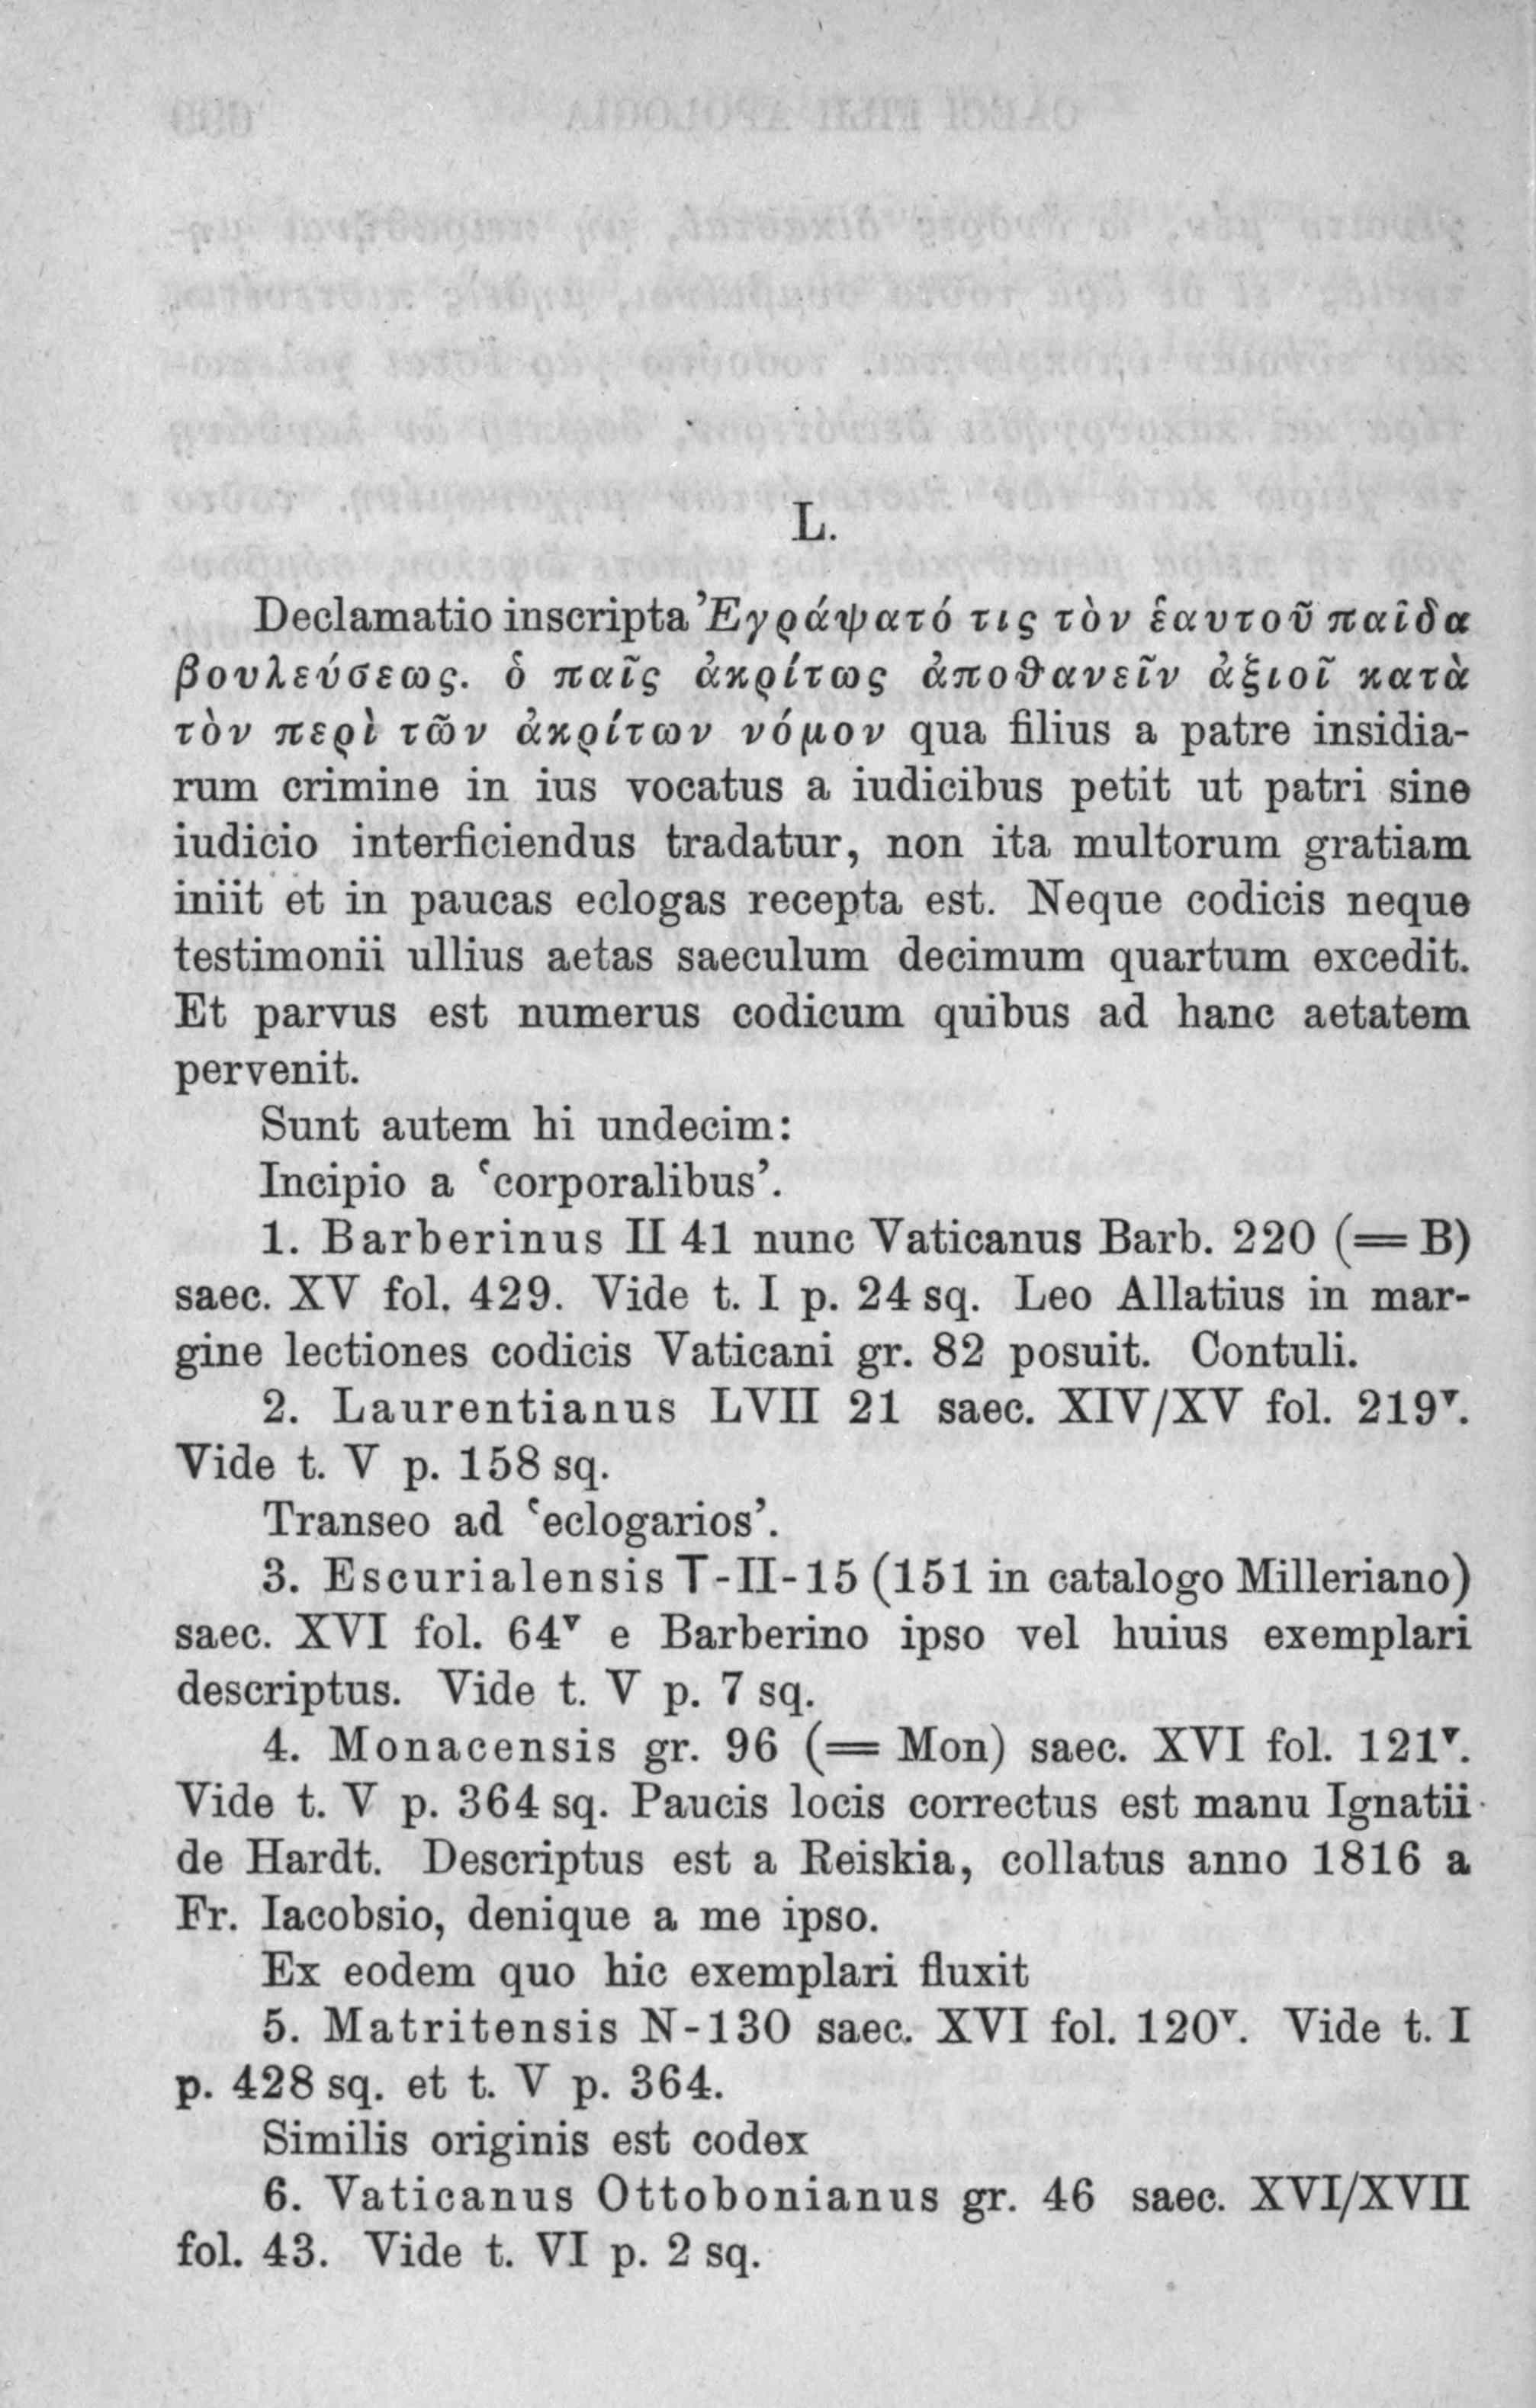 L.
Declamatio inscripta Ἐγράψατό τις τὸν ἑαυτοῦ παῖδα
βουλεύσεως. ὁ παῖς ἀκρίτως ἀποθανεῖν ἀξιοῖ κατὰ
τὸν περὶ τῶν ἀκρίτων νόμον qua filius a patre insidia-
rum crimine in ius vocatus a iudicibus petit ut patri sine
iudicio interficiendus tradatur, non ita multorum gratiam
iniit et in paucas eclogas recepta est. Neque codicis neque
testimonii ullius aetas saeculum decimum quartum excedit.
Et parvus est numerus codicum quibus ad hanc aetatem
pervenit.
Sunt autem hi undecim:
Incipio a ‘corporalibus’.
1. Barberinus II 41 nunc Vaticanus Barb. 220 (= B)
saec. XV fol. 429. Vide t. I p. 24 sq. Leo Allatius in mar-
gine lectiones codicis Vaticani gr. 82 posuit. Contuli.
2. Laurentianus LVII 21 saec. XIV/XV fol. 219ᵛ.
Vide t. V p. 158 sq.
Transeo ad ‘eclogarios’.
3. Escurialensis T-II-15 (151 in catalogo Milleriano)
saec. XVI fol. 64ᵛ e Barberino ipso vel huius exemplari
descriptus. Vide t. V p. 7 sq.
4. Monacensis gr. 96 (= Mon) saec. XVI fol. 121ᵛ.
Vide t. V p. 364 sq. Paucis locis correctus est manu Ignatii
de Hardt. Descriptus est a Reiskia, collatus anno 1816 a
Fr. Iacobsio, denique a me ipso.
Ex eodem quo hic exemplari fluxit
5. Matritensis N-130 saec. XVI fol. 120ᵛ. Vide t. I
p. 428 sq. et t. V p. 364.
Similis originis est codex
6. Vaticanus Ottobonianus gr. 46 saec. XVI/XVII
fol. 43. Vide t. VI p. 2 sq.